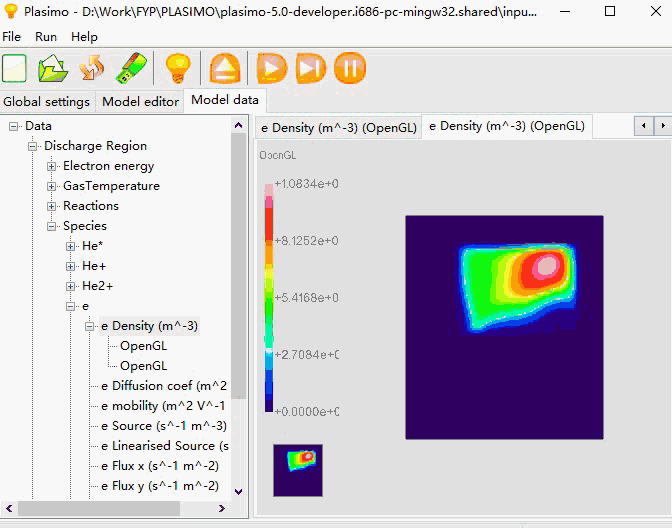 Plasimo - D:\Work\FYP\PLASIMO\plasimo-5.0-developer.i686-pc-mingw32.shared\inpu...
File Run Help
Global settings Model editor Model data
Data
Discharge Region
Electron energy
GasTemperature
Reactions
Species
He*
He+
He2+
e
e Density (m^-3)
OpenGL
OpenGL
e Diffusion coef (m^2
e mobility (m^2 V^-1
e Source (s^-1 m^-3)
e Linearised Source (s
e Flux x (s^-1 m^-2)
e Flux y (s^-1 m^-2)
e Density (m^-3) (OpenGL) e Density (m^-3) (OpenGL)
OpenGL
+1.0834e+0
+8.1252e+0
+5.4168e+0
+2.7084e+0
+0.0000e+0